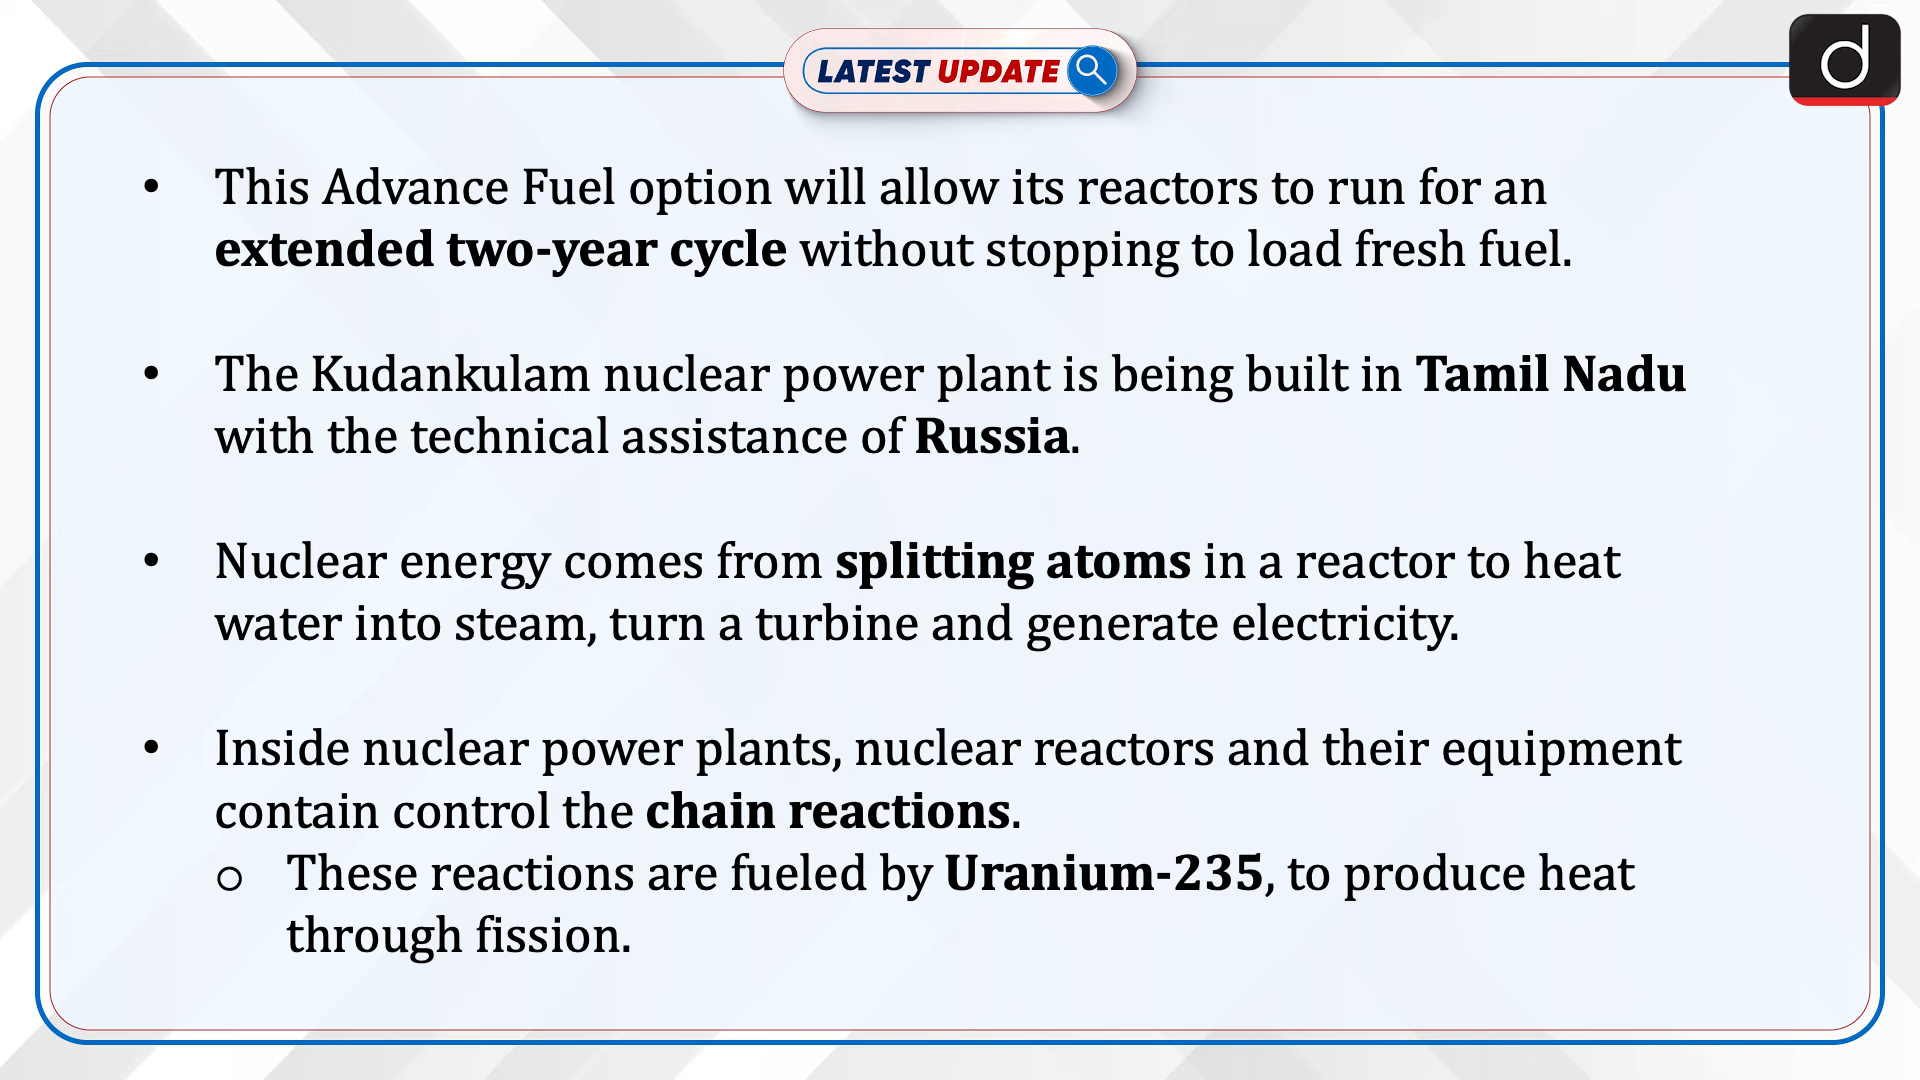 LATEST UPDATE
d
• This Advance Fuel option will allow its reactors to run for an
extended two-year cycle without stopping to load fresh fuel.
• The Kudankulam nuclear power plant is being built in Tamil Nadu
with the technical assistance of Russia.
• Nuclear energy comes from splitting atoms in a reactor to heat
water into steam, turn a turbine and generate electricity.
• Inside nuclear power plants, nuclear reactors and their equipment
contain control the chain reactions.
○ These reactions are fueled by Uranium-235, to produce heat
through fission.